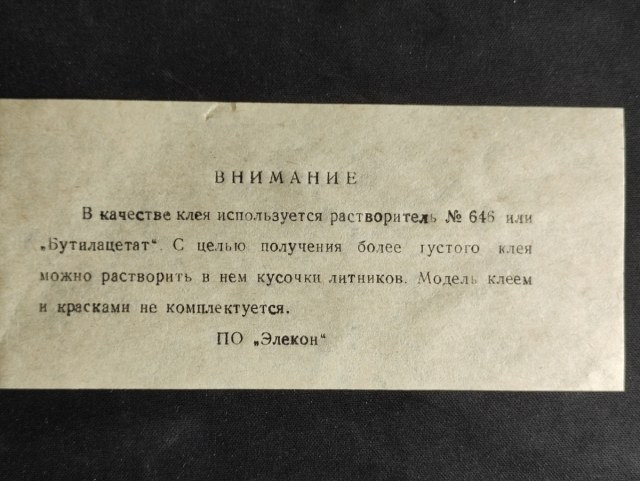 ВНИМАНИЕ
В качестве клея используется растворитель № 646 или
„Бутилацетат“. С целью получения более густого клея
можно растворить в нем кусочки литников. Модель клеем
и красками не комплектуется.
ПО „Элекон“